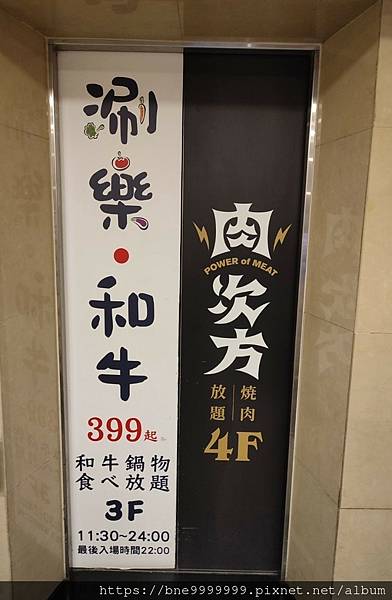 涮樂·和牛
399起
和牛鍋物
食べ放題
3F
11:30~24:00
最後入場時間22:00
肉次方
POWER of MEAT
燒肉
放題
4F
https://bne9999999.pixnet.net/album